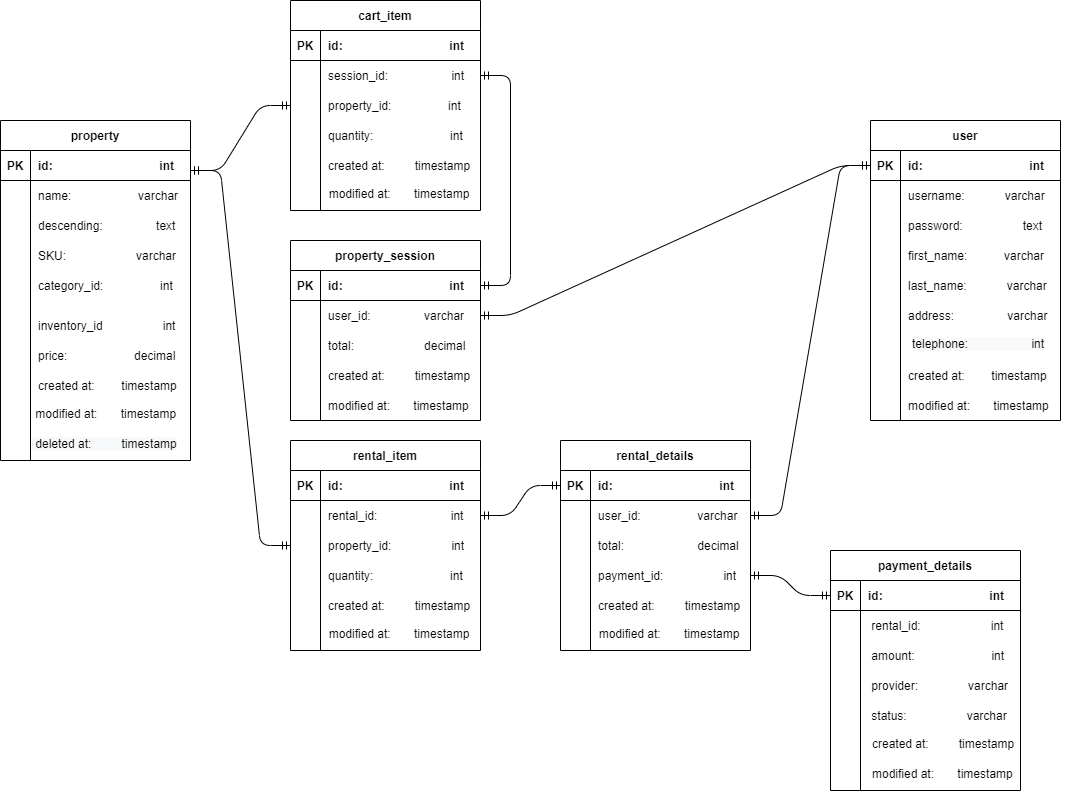 cart_item
PK id: int
session_id: int
property_id: int
quantity: int
created at: timestamp
modified at: timestamp
property
PK id: int
name: varchar
descending: text
SKU: varchar
category_id: int
inventory_id int
price: decimal
created at: timestamp
modified at: timestamp
deleted at: timestamp
user
PK id: int
username: varchar
password: text
first_name: varchar
last_name: varchar
address: varchar
telephone: int
created at: timestamp
modified at: timestamp
property_session
PK id: int
user_id: varchar
total: decimal
created at: timestamp
modified at: timestamp
rental_item
PK id: int
rental_id: int
property_id: int
quantity: int
created at: timestamp
modified at: timestamp
rental_details
PK id: int
user_id: varchar
total: decimal
payment_id: int
created at: timestamp
modified at: timestamp
payment_details
PK id: int
rental_id: int
amount: int
provider: varchar
status: varchar
created at: timestamp
modified at: timestamp